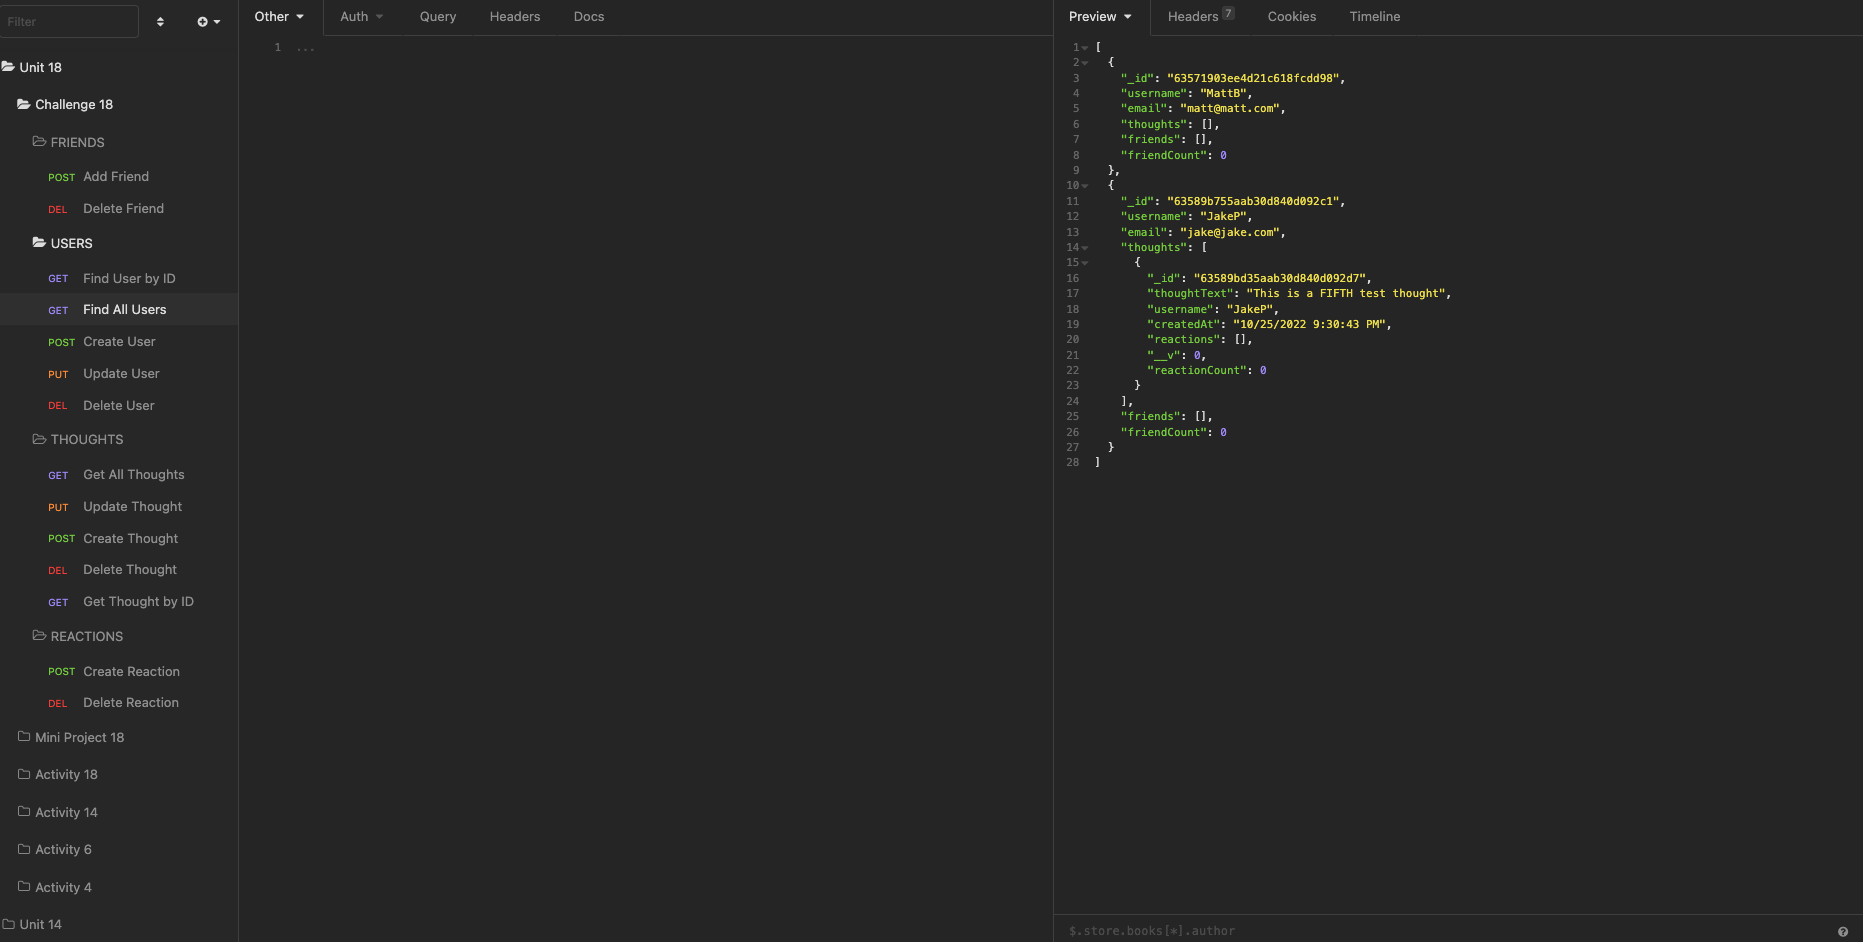 Filter
Unit 18
Challenge 18
FRIENDS
POST Add Friend
DEL Delete Friend
USERS
GET Find User by ID
GET Find All Users
POST Create User
PUT Update User
DEL Delete User
THOUGHTS
GET Get All Thoughts
PUT Update Thought
POST Create Thought
DEL Delete Thought
GET Get Thought by ID
REACTIONS
POST Create Reaction
DEL Delete Reaction
Mini Project 18
Activity 18
Activity 14
Activity 6
Activity 4
Unit 14
Other Auth Query Headers Docs
1 ...
Preview Headers 7 Cookies Timeline
1 [
2 {
3 "_id": "63571903ee4d21c618fcdd98",
4 "username": "MattB",
5 "email": "matt@matt.com",
6 "thoughts": [],
7 "friends": [],
8 "friendCount": 0
9 },
10 {
11 "_id": "63589b755aab30d840d092c1",
12 "username": "JakeP",
13 "email": "jake@jake.com",
14 "thoughts": [
15 {
16 "_id": "63589bd35aab30d840d092d7",
17 "thoughtText": "This is a FIFTH test thought",
18 "username": "JakeP",
19 "createdAt": "10/25/2022 9:30:43 PM",
20 "reactions": [],
21 "__v": 0,
22 "reactionCount": 0
23 }
24 ],
25 "friends": [],
26 "friendCount": 0
27 }
28 ]
$.store.books[*].author
?